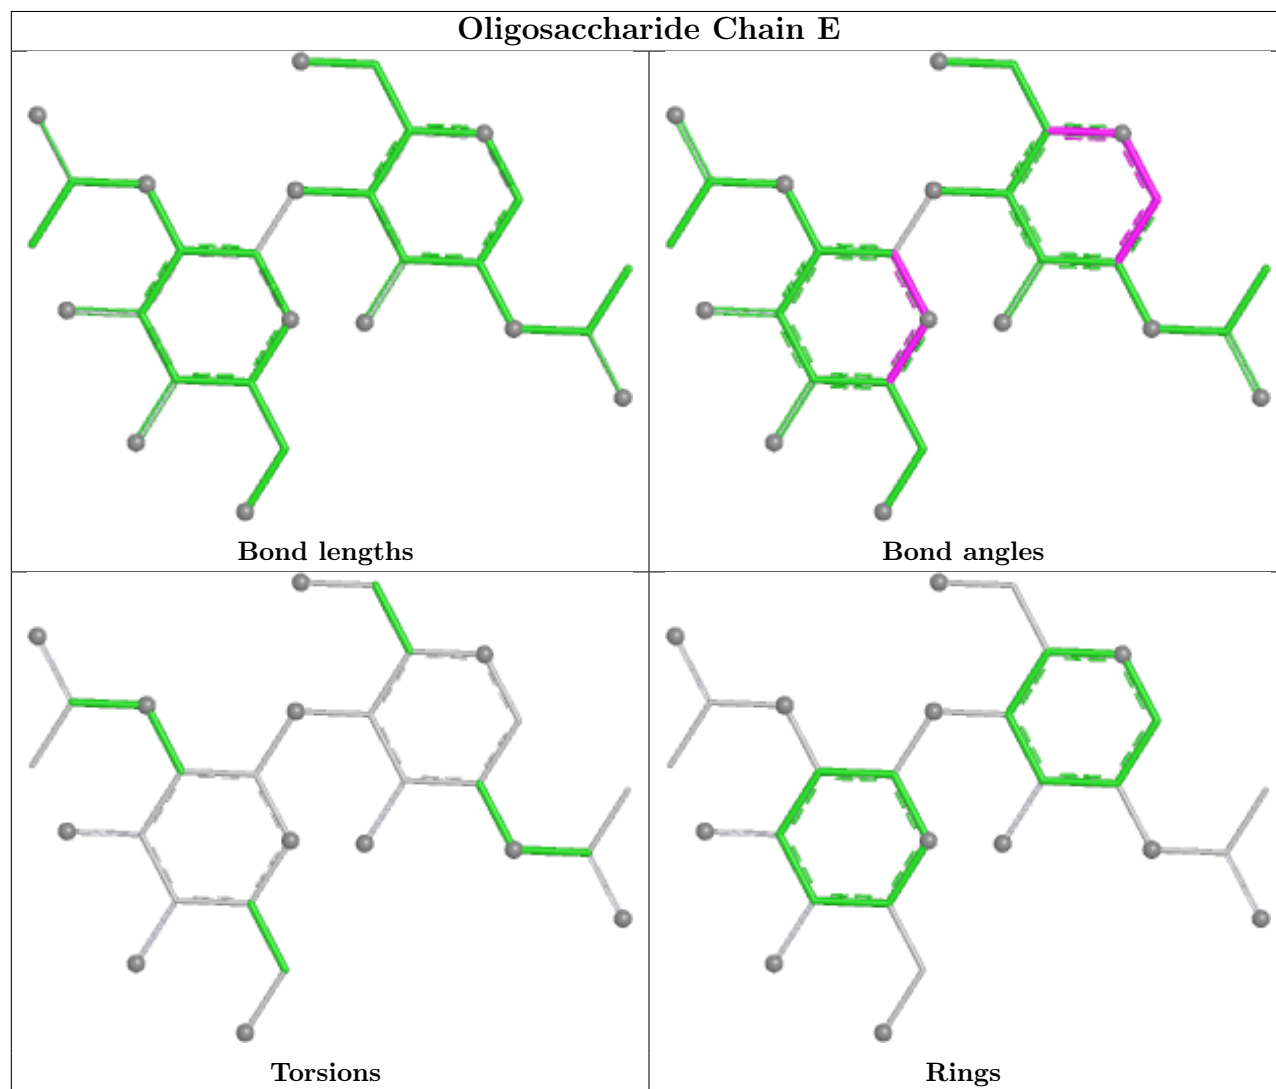 Oligosaccharide Chain E
Bond lengths
Bond angles
Torsions
Rings